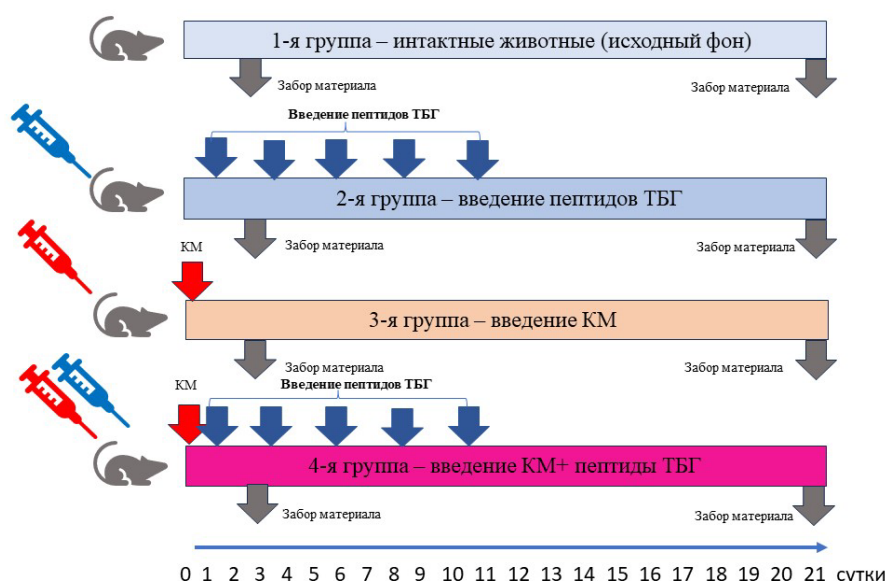 1-я группа – интактные животные (исходный фон)
Забор материала
Забор материала
Введение пептидов ТБГ
2-я группа – введение пептидов ТБГ
Забор материала
Забор материала
КМ
3-я группа – введение КМ
Забор материала
Забор материала
КМ
Введение пептидов ТБГ
4-я группа – введение КМ+ пептиды ТБГ
Забор материала
Забор материала
0 1 2 3 4 5 6 7 8 9 10 11 12 13 14 15 16 17 18 19 20 21 сутки